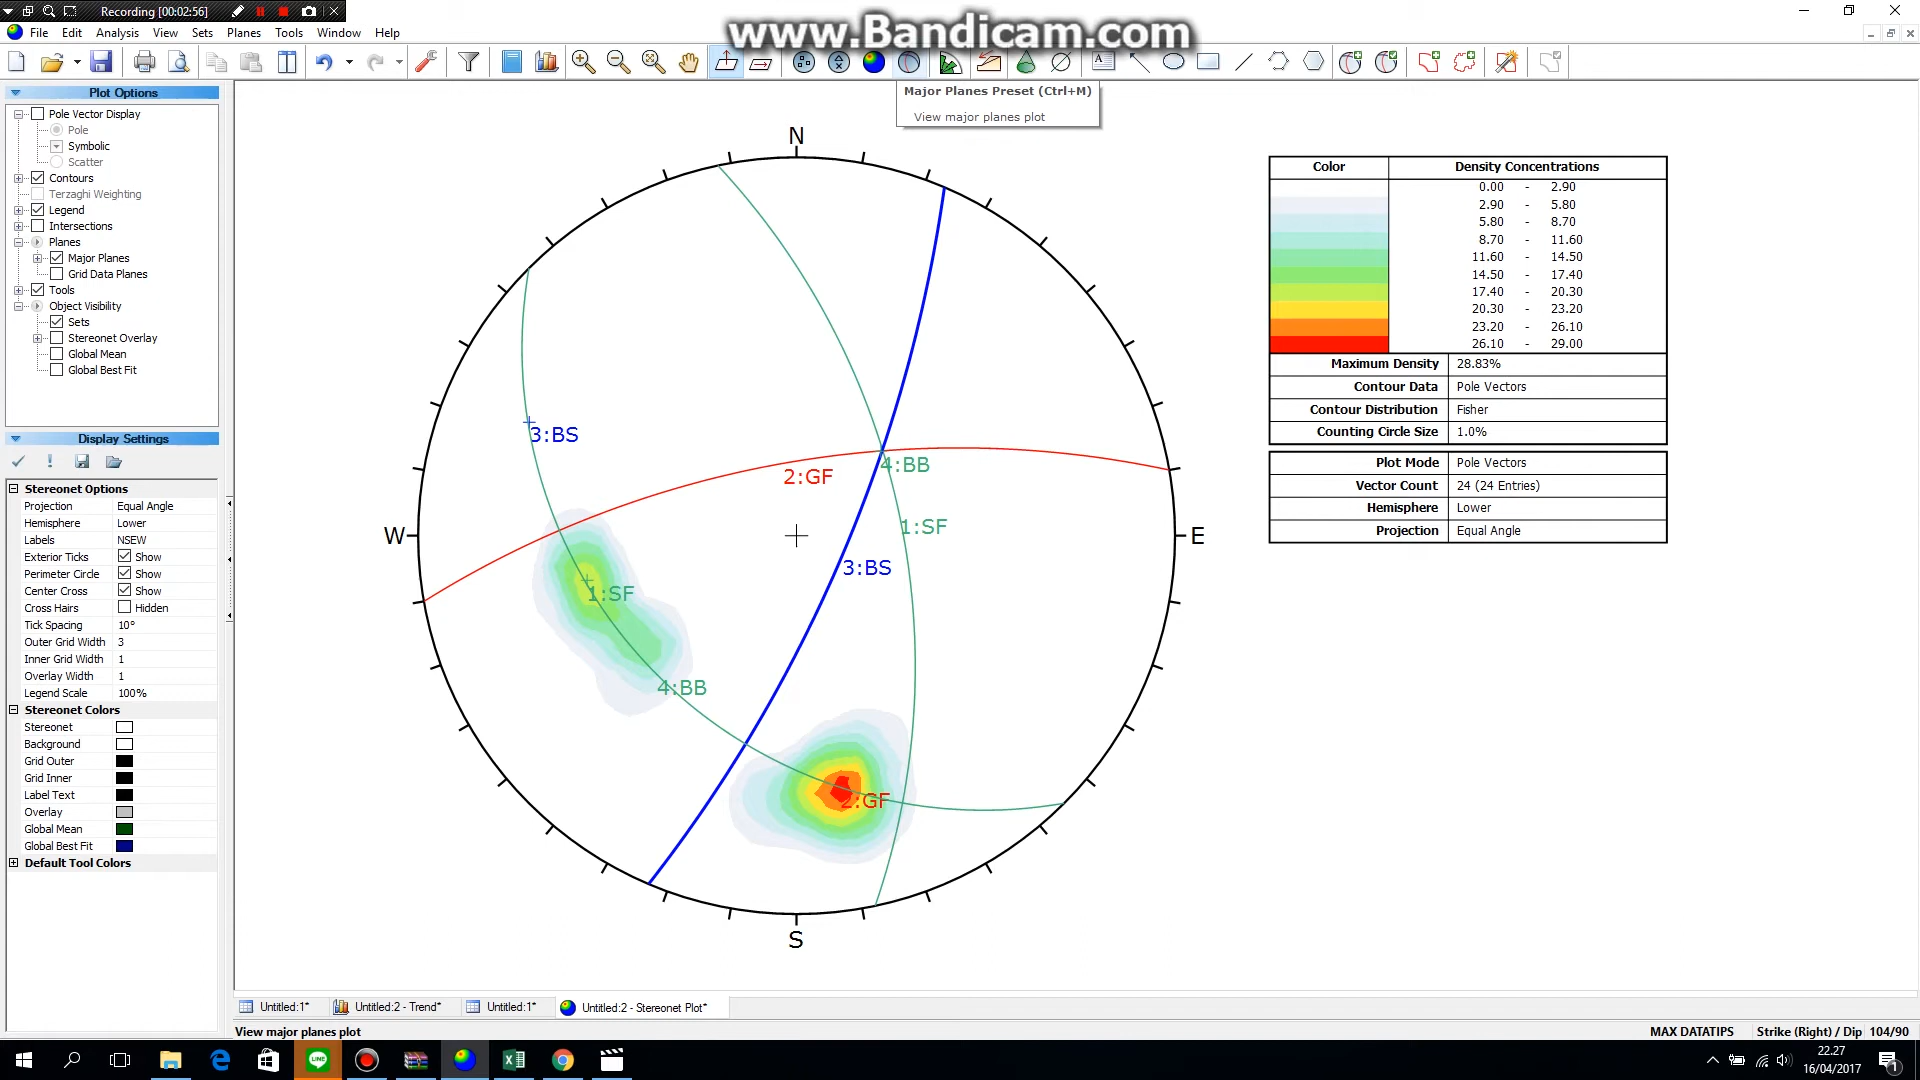 Recording [00:02:56]
www.Bandicam.com
File Edit Analysis View Sets Planes Tools Window Help
Major Planes Preset (Ctrl+M)
View major planes plot
Plot Options
Pole Vector Display
Pole
Symbolic
Scatter
Contours
Terzaghi Weighting
Legend
Intersections
Planes
Major Planes
Grid Data Planes
Tools
Object Visibility
Sets
Stereonet Overlay
Global Mean
Global Best Fit
Display Settings
Stereonet Options
Projection Equal Angle
Hemisphere Lower
Labels NSEW
Exterior Ticks Show
Perimeter Circle Show
Center Cross Show
Cross Hairs Hidden
Tick Spacing 10°
Outer Grid Width 3
Inner Grid Width 1
Overlay Width 1
Legend Scale 100%
Stereonet Colors
Stereonet
Background
Grid Outer
Grid Inner
Label Text
Overlay
Global Mean
Global Best Fit
Default Tool Colors
N
3:BS
2:GF
4:BB
W
1:SF
E
3:BS
1:SF
4:BB
2:GF
S
Color Density Concentrations
0.00 - 2.90
2.90 - 5.80
5.80 - 8.70
8.70 - 11.60
11.60 - 14.50
14.50 - 17.40
17.40 - 20.30
20.30 - 23.20
23.20 - 26.10
26.10 - 29.00
Maximum Density 28.83%
Contour Data Pole Vectors
Contour Distribution Fisher
Counting Circle Size 1.0%
Plot Mode Pole Vectors
Vector Count 24 (24 Entries)
Hemisphere Lower
Projection Equal Angle
Untitled:1* Untitled:2 - Trend* Untitled:1* Untitled:2 - Stereonet Plot*
View major planes plot
MAX DATATIPS Strike (Right) / Dip 104/90
LINE
22.27
16/04/2017
1